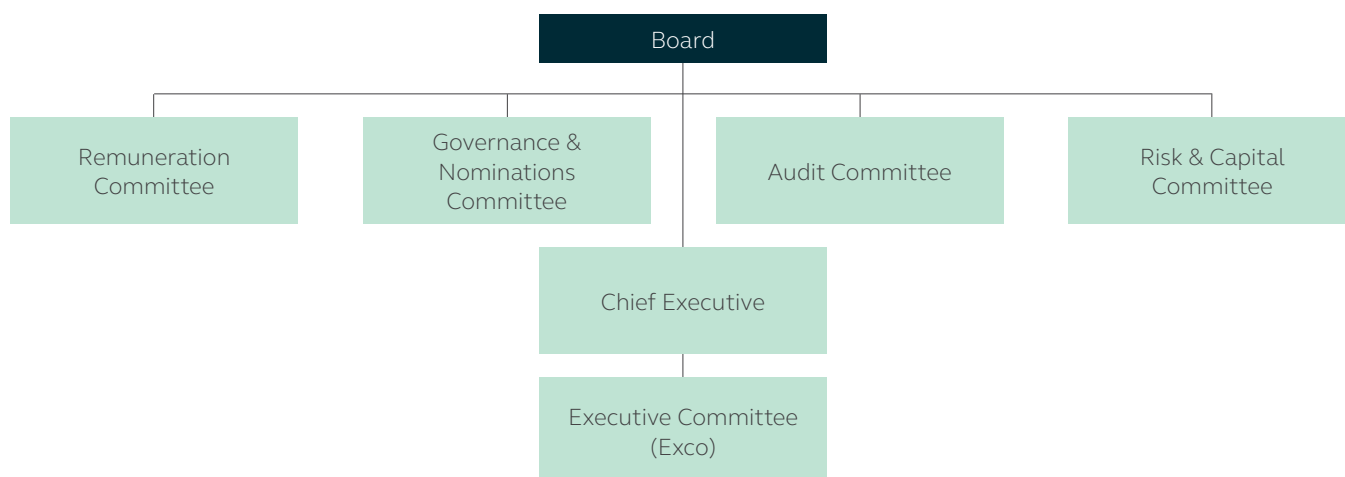 Board
Remuneration
Committee
Governance &
Nominations
Committee
Audit Committee
Risk & Capital
Committee
Chief Executive
Executive Committee
(Exco)